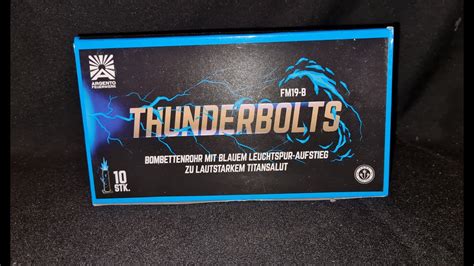 ARGENTO
FEUERWERK
FM19-B
THUNDERBOLTS
BOMBETTENROHR MIT BLAUEM LEUCHTSPUR-AUFSTIEG
ZU LAUTSTARKEM TITANSALUT
10
STK.